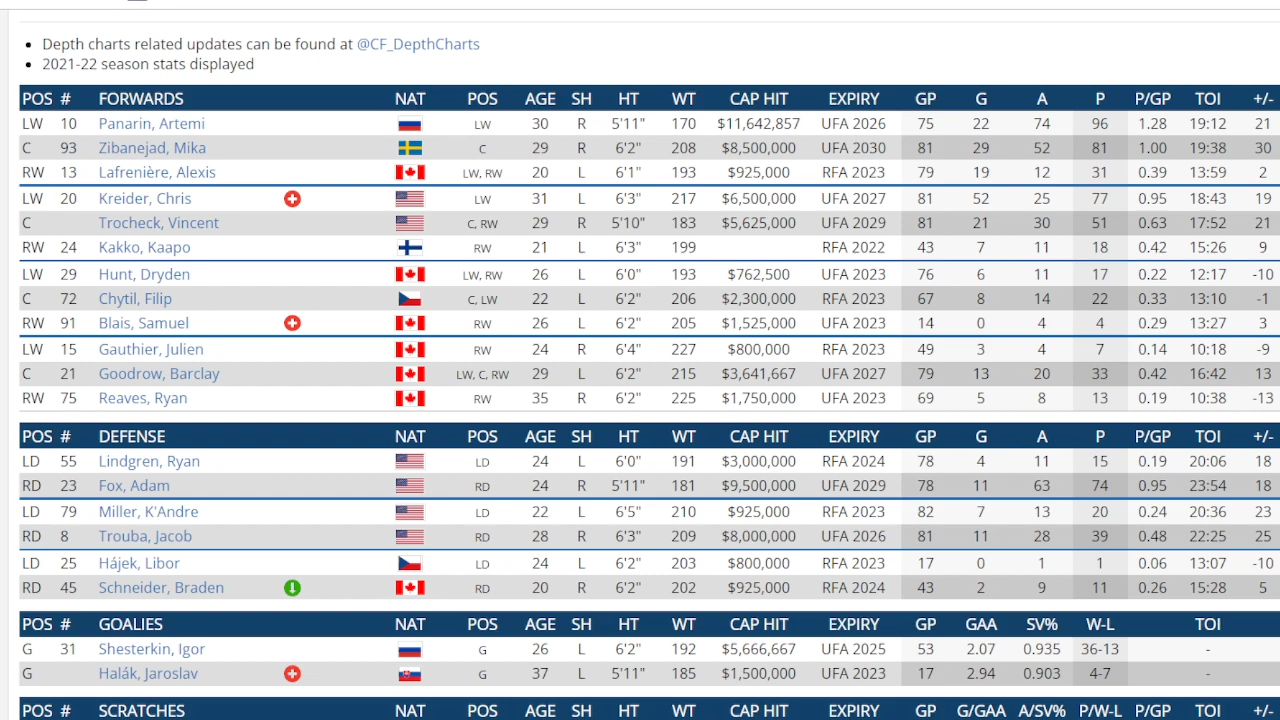 Depth charts related updates can be found at @CF_DepthCharts
2021-22 season stats displayed
POS # FORWARDS NAT POS AGE SH HT WT CAP HIT EXPIRY GP G A P P/GP TOI +/-
LW 10 Panarin, Artemi LW 30 R 5'11" 170 $11,642,857 UFA 2026 75 22 74 96 1.28 19:12 21
C 93 Zibanejad, Mika C 29 R 6'2" 208 $8,500,000 UFA 2030 81 29 52 81 1.00 19:38 30
RW 13 Lafrenière, Alexis LW, RW 20 L 6'1" 193 $925,000 RFA 2023 79 19 12 31 0.39 13:59 2
LW 20 Kreider, Chris LW 31 L 6'3" 217 $6,500,000 UFA 2027 81 52 25 77 0.95 18:43 19
C Trocheck, Vincent C, RW 29 R 5'10" 183 $5,625,000 UFA 2029 81 21 30 51 0.63 17:52 21
RW 24 Kakko, Kaapo RW 21 L 6'3" 199 RFA 2022 43 7 11 0.42 15:26 9
LW 29 Hunt, Dryden LW, RW 26 L 6'0" 193 $762,500 UFA 2023 76 6 11 17 0.22 12:17 -10
C 72 Chytil, Filip C, LW 22 L 6'2" 206 $2,300,000 RFA 2023 67 8 14 22 0.33 13:10 -1
RW 91 Blais, Samuel RW 26 L 6'2" 205 $1,525,000 UFA 2023 14 0 4 4 0.29 13:27 3
LW 15 Gauthier, Julien RW 24 R 6'4" 227 $800,000 RFA 2023 49 3 4 7 0.14 10:18 -9
C 21 Goodrow, Barclay LW, C, RW 29 L 6'2" 215 $3,641,667 UFA 2027 79 13 20 33 0.42 16:42 13
RW 75 Reaves, Ryan RW 35 R 6'2" 225 $1,750,000 UFA 2023 69 5 8 13 0.19 10:38 -13
POS # DEFENSE NAT POS AGE SH HT WT CAP HIT EXPIRY GP G A P P/GP TOI +/-
LD 55 Lindgren, Ryan LD 24 L 6'0" 191 $3,000,000 RFA 2024 78 4 11 15 0.19 20:06 18
RD 23 Fox, Adam RD 24 R 5'11" 181 $9,500,000 UFA 2029 78 11 63 74 0.95 23:54 18
LD 79 Miller, K'Andre LD 22 L 6'5" 210 $925,000 RFA 2023 82 7 13 20 0.24 20:36 23
RD 8 Trouba, Jacob RD 28 R 6'3" 209 $8,000,000 UFA 2026 81 11 28 39 0.48 22:25 25
LD 25 Hájek, Libor LD 24 L 6'2" 203 $800,000 RFA 2023 17 0 1 1 0.06 13:07 -10
RD 45 Schneider, Braden RD 20 R 6'2" 202 $925,000 RFA 2024 43 2 9 11 0.26 15:28 5
POS # GOALIES NAT POS AGE SH HT WT CAP HIT EXPIRY GP GAA SV% W-L TOI
G 31 Shesterkin, Igor G 26 L 6'2" 192 $5,666,667 UFA 2025 53 2.07 0.935 36-13 -
G Halák, Jaroslav G 37 L 5'11" 185 $1,500,000 UFA 2023 17 2.94 0.903 4-7 -
POS # SCRATCHES NAT POS AGE SH HT WT CAP HIT EXPIRY GP G/GAA A/SV% P/W-L P/GP TOI +/-